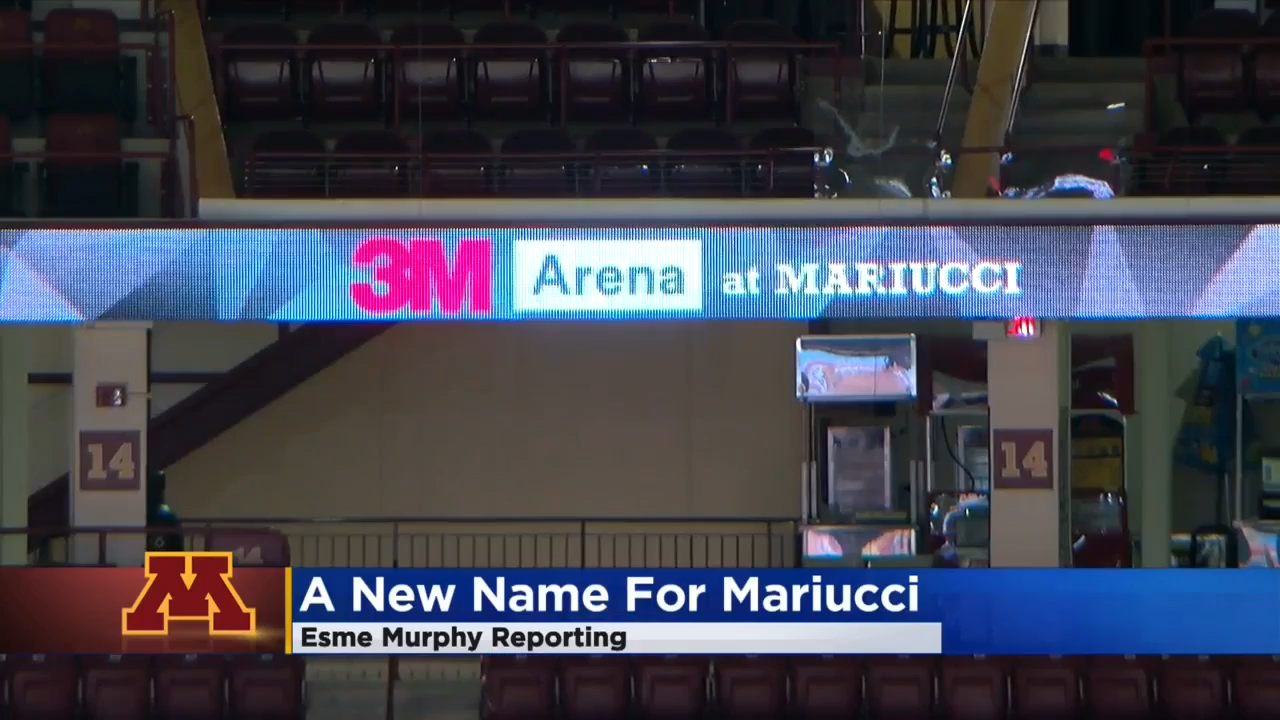 3M Arena at MARIUCCI
14
14
M
A New Name For Mariucci
Esme Murphy Reporting